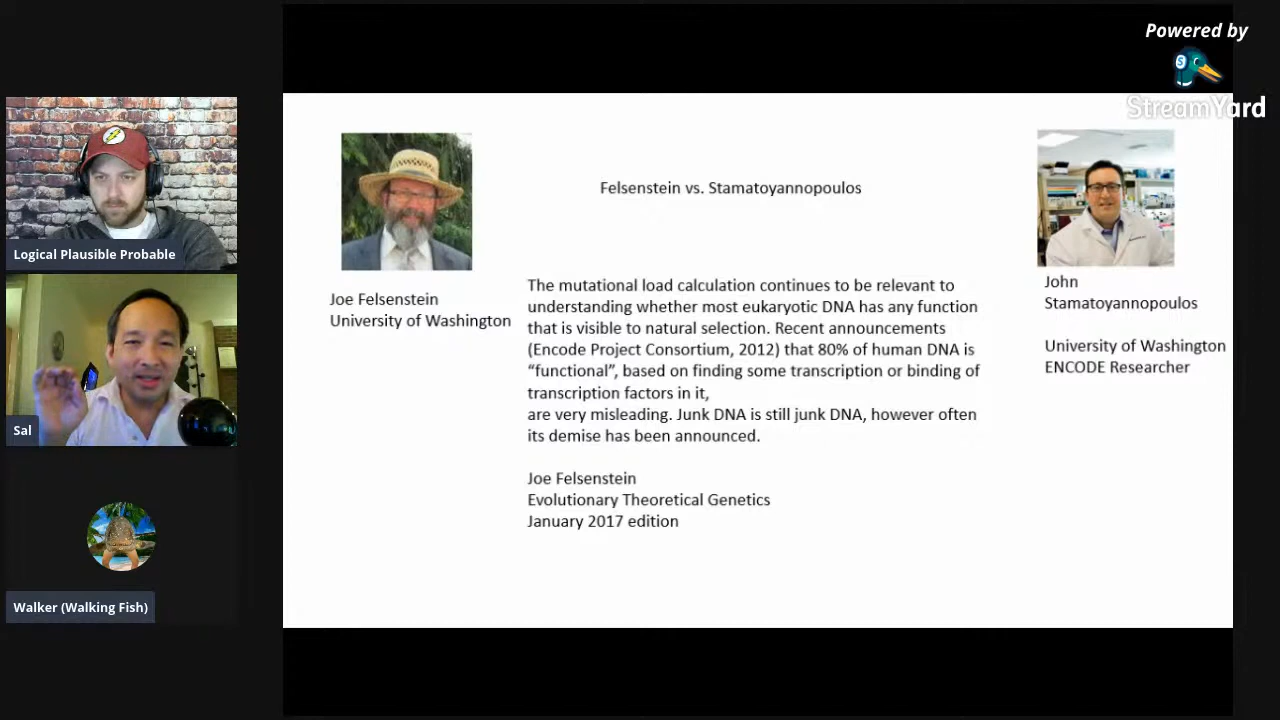 Powered by
StreamYard
Logical Plausible Probable
Sal
Walker (Walking Fish)
Felsenstein vs. Stamatoyannopoulos
Joe Felsenstein
University of Washington
The mutational load calculation continues to be relevant to
understanding whether most eukaryotic DNA has any function
that is visible to natural selection. Recent announcements
(Encode Project Consortium, 2012) that 80% of human DNA is
“functional”, based on finding some transcription or binding of
transcription factors in it,
are very misleading. Junk DNA is still junk DNA, however often
its demise has been announced.
Joe Felsenstein
Evolutionary Theoretical Genetics
January 2017 edition
John
Stamatoyannopoulos
University of Washington
ENCODE Researcher